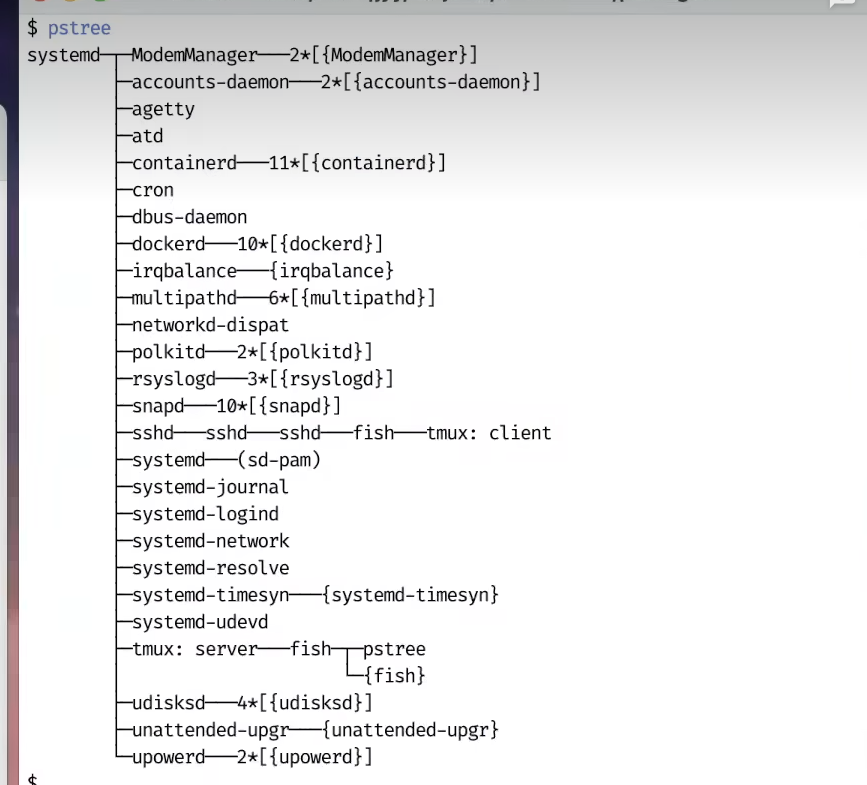 $ pstree
systemd─┬─ModemManager───2*[{ModemManager}]
        ├─accounts-daemon───2*[{accounts-daemon}]
        ├─agetty
        ├─atd
        ├─containerd───11*[{containerd}]
        ├─cron
        ├─dbus-daemon
        ├─dockerd───10*[{dockerd}]
        ├─irqbalance───{irqbalance}
        ├─multipathd───6*[{multipathd}]
        ├─networkd-dispat
        ├─polkitd───2*[{polkitd}]
        ├─rsyslogd───3*[{rsyslogd}]
        ├─snapd───10*[{snapd}]
        ├─sshd───sshd───sshd───fish───tmux: client
        ├─systemd───(sd-pam)
        ├─systemd-journal
        ├─systemd-logind
        ├─systemd-network
        ├─systemd-resolve
        ├─systemd-timesyn───{systemd-timesyn}
        ├─systemd-udevd
        ├─tmux: server───fish─┬─pstree
                              └─{fish}
        ├─udisksd───4*[{udisksd}]
        ├─unattended-upgr───{unattended-upgr}
        └─upowerd───2*[{upowerd}]
$